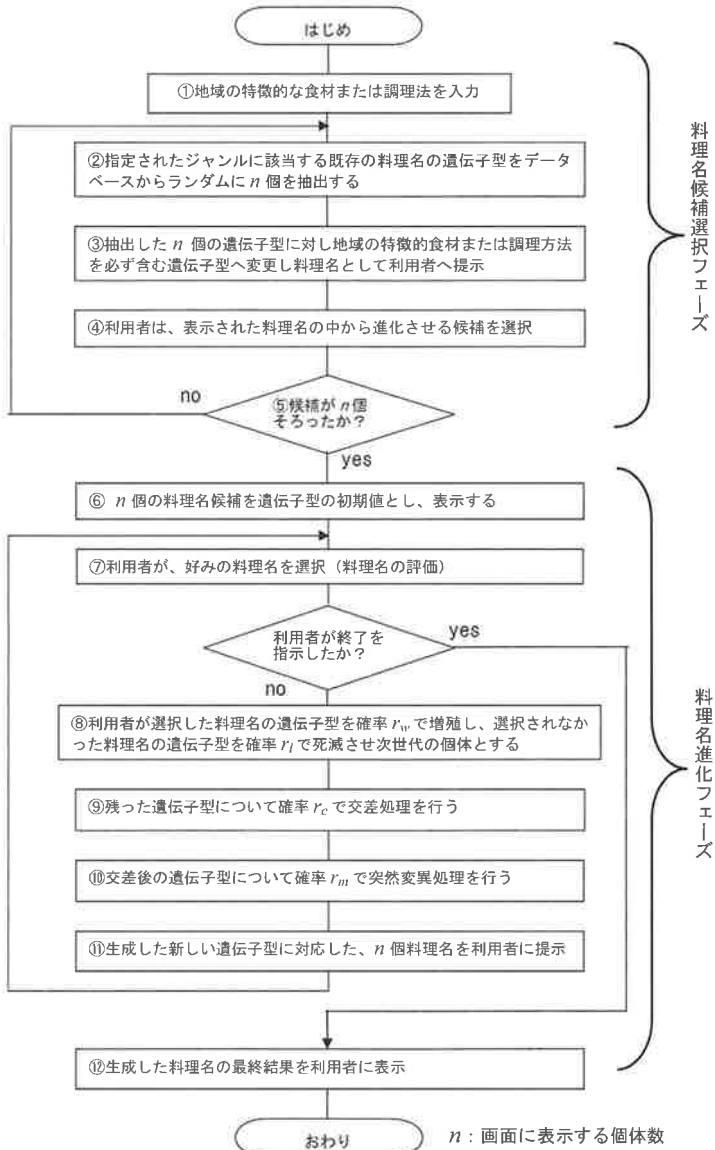 はじめ
①地域の特徴的な食材または調理法を入力
②指定されたジャンルに該当する既存の料理名の遺伝子型をデータ
ベースからランダムに n 個を抽出する
③抽出した n 個の遺伝子型に対し地域の特徴的食材または調理方法
を必ず含む遺伝子型へ変更し料理名として利用者へ提示
④利用者は、表示された料理名の中から進化させる候補を選択
no
⑤候補が n 個
そろったか？
yes
料理名候補選択フェーズ
⑥ n 個の料理名候補を遺伝子型の初期値とし、表示する
⑦利用者が、好みの料理名を選択（料理名の評価）
利用者が終了を
指示したか？
yes
no
⑧利用者が選択した料理名の遺伝子型を確率 rw で増殖し、選択されなか
った料理名の遺伝子型を確率 rl で死滅させ次世代の個体とする
⑨残った遺伝子型について確率 rc で交差処理を行う
⑩交差後の遺伝子型について確率 rm で突然変異処理を行う
⑪生成した新しい遺伝子型に対応した、n 個料理名を利用者に提示
料理名進化フェーズ
⑫生成した料理名の最終結果を利用者に表示
おわり
n：画面に表示する個体数